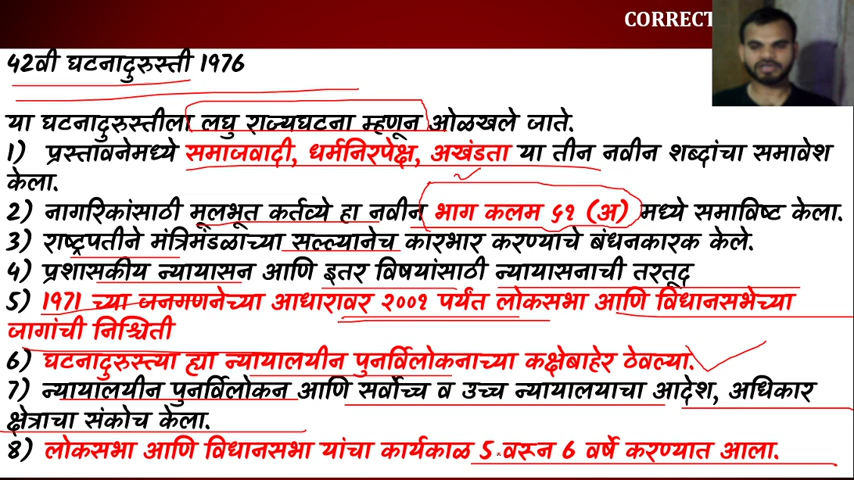 CORRECT
42वी घटनादुरुस्ती 1976
या घटनादुरुस्तीला लघु राज्यघटना म्हणून ओळखले जाते.
1) प्रस्तावनेमध्ये समाजवादी, धर्मनिरपेक्ष, अखंडता या तीन नवीन शब्दांचा समावेश
केला.
2) नागरिकांसाठी मूलभूत कर्तव्ये हा नवीन भाग कलम ५१ (अ) मध्ये समाविष्ट केला.
3) राष्ट्रपतीने मंत्रिमंडळाच्या सल्ल्यानेच कारभार करण्याचे बंधनकारक केले.
4) प्रशासकीय न्यायासन आणि इतर विषयांसाठी न्यायासनाची तरतूद
5) 1971 च्या जनगणनेच्या आधारावर २००१ पर्यंत लोकसभा आणि विधानसभेच्या
जागांची निश्चिती
6) घटनादुरुस्त्या ह्या न्यायालयीन पुनर्विलोकनाच्या कक्षेबाहेर ठेवल्या.
7) न्यायालयीन पुनर्विलोकन आणि सर्वोच्च व उच्च न्यायालयाचा आदेश, अधिकार
क्षेत्राचा संकोच केला.
8) लोकसभा आणि विधानसभा यांचा कार्यकाळ 5 वरून 6 वर्षे करण्यात आला.